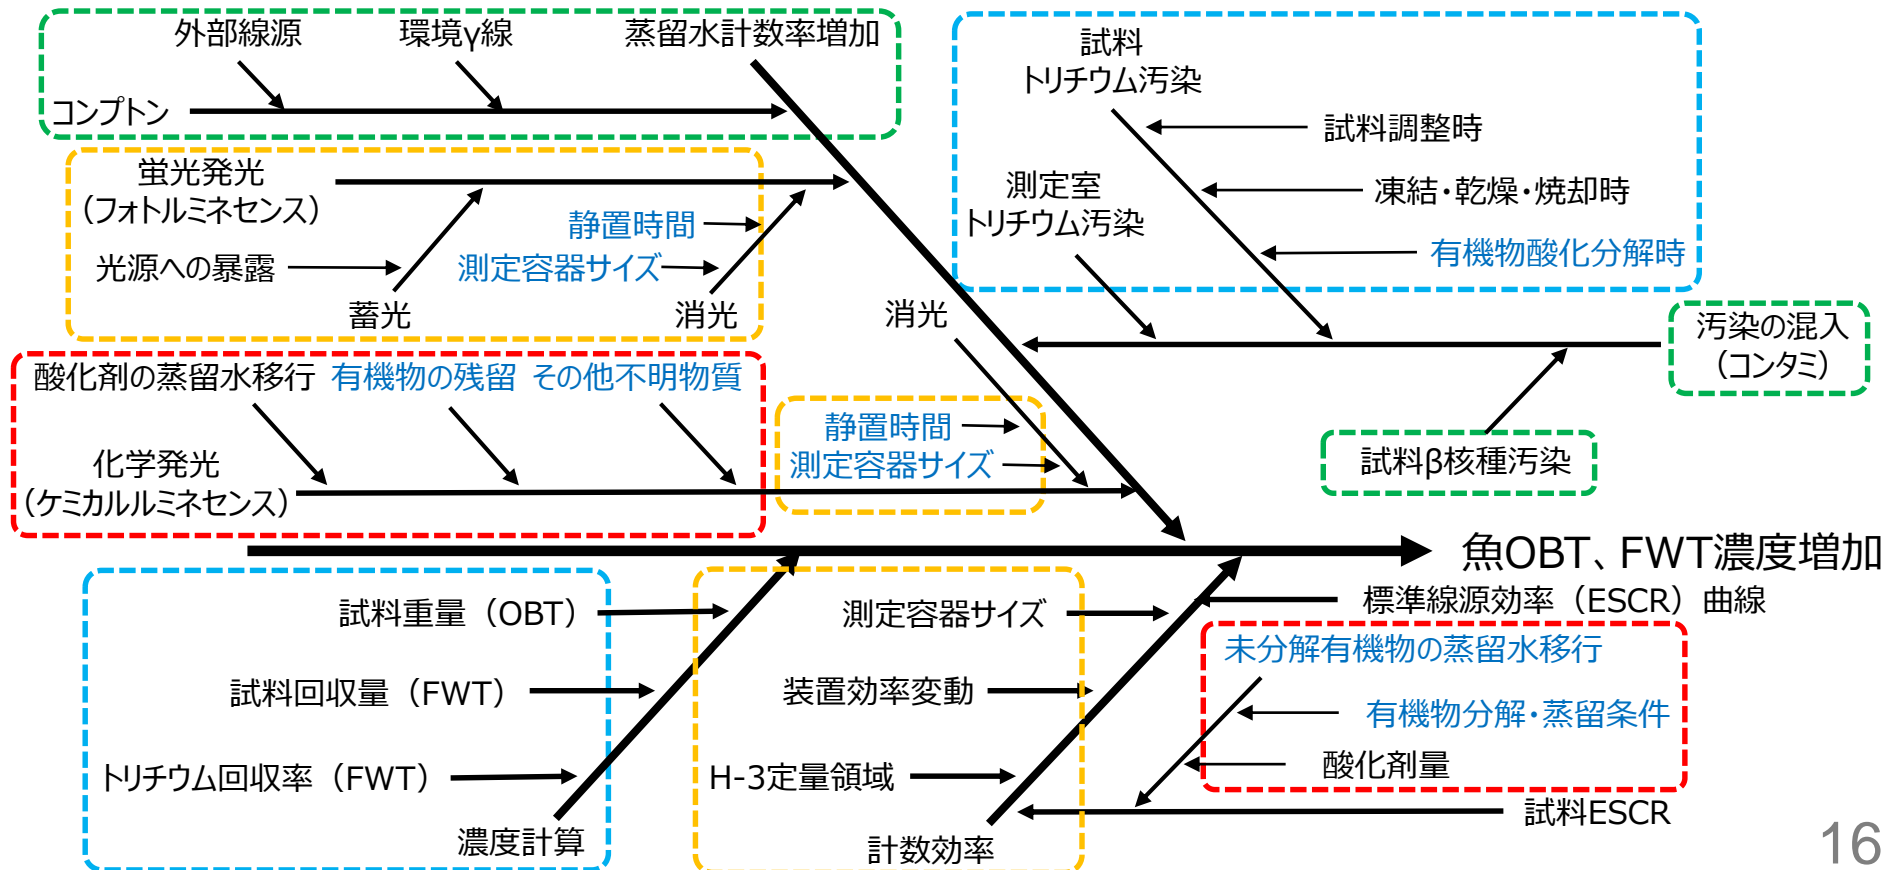 外部線源
環境γ線
蒸留水計数率増加
コンプトン
蛍光発光
（フォトルミネセンス）
静置時間
光源への暴露
測定容器サイズ
蓄光
消光
試料
トリチウム汚染
試料調整時
測定室
トリチウム汚染
凍結・乾燥・焼却時
有機物酸化分解時
消光
汚染の混入
（コンタミ）
酸化剤の蒸留水移行
有機物の残留
その他不明物質
静置時間
測定容器サイズ
化学発光
（ケミカルルミネセンス）
試料β核種汚染
魚OBT、FWT濃度増加
試料重量（OBT）
試料回収量（FWT）
トリチウム回収率（FWT）
濃度計算
測定容器サイズ
装置効率変動
H-3定量領域
計数効率
標準線源効率（ESCR）曲線
未分解有機物の蒸留水移行
有機物分解・蒸留条件
酸化剤量
試料ESCR
16